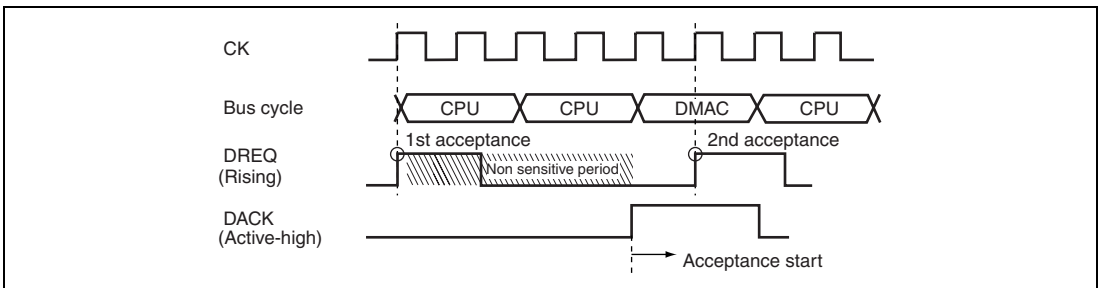 CK
Bus cycle CPU CPU DMAC CPU
1st acceptance 2nd acceptance
DREQ
(Rising) Non sensitive period
DACK
(Active-high)
Acceptance start